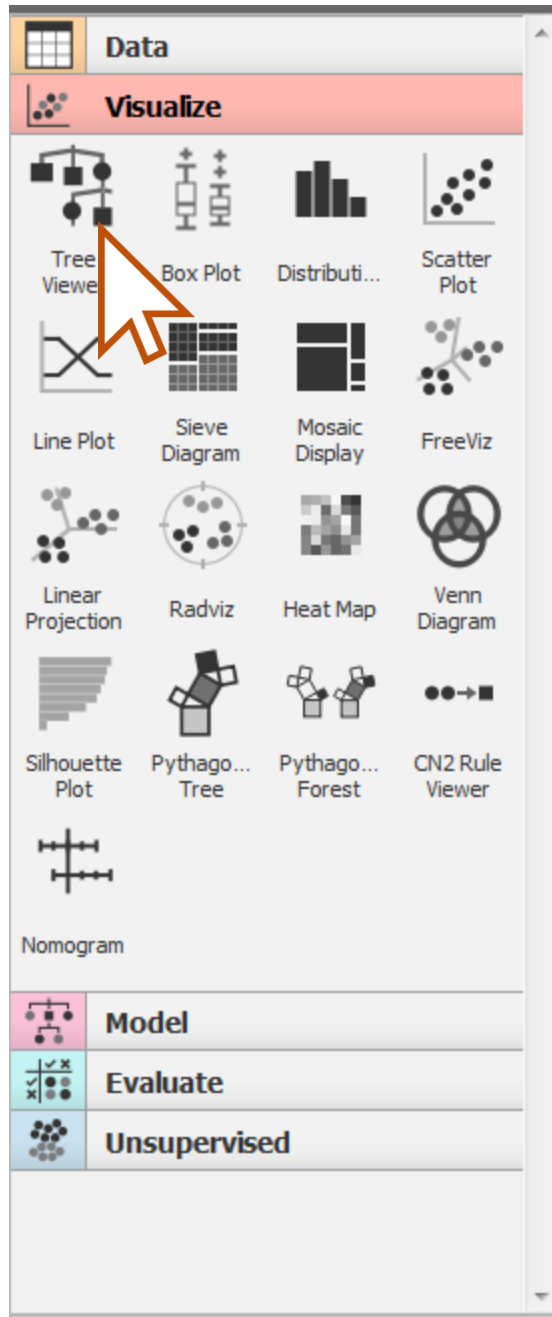 Data
Visualize
Tree
Viewe
Box Plot
Distributi...
Scatter
Plot
Line Plot
Sieve
Diagram
Mosaic
Display
FreeViz
Linear
Projection
Radviz
Heat Map
Venn
Diagram
Silhouette
Plot
Pythago...
Tree
Pythago...
Forest
CN2 Rule
Viewer
Nomogram
Model
Evaluate
Unsupervised